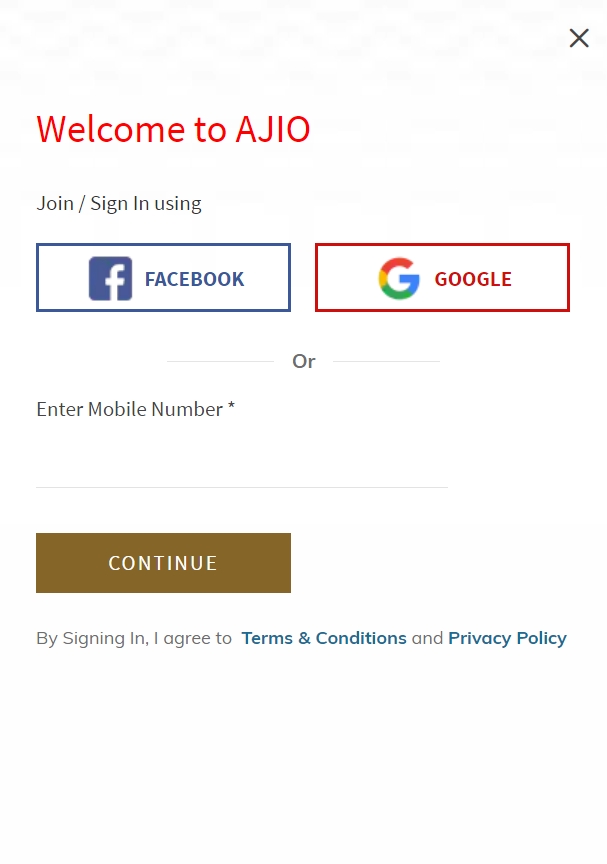 Welcome to AJIO
Join / Sign In using
FACEBOOK
GOOGLE
Or
Enter Mobile Number *
CONTINUE
By Signing In, I agree to Terms & Conditions and Privacy Policy